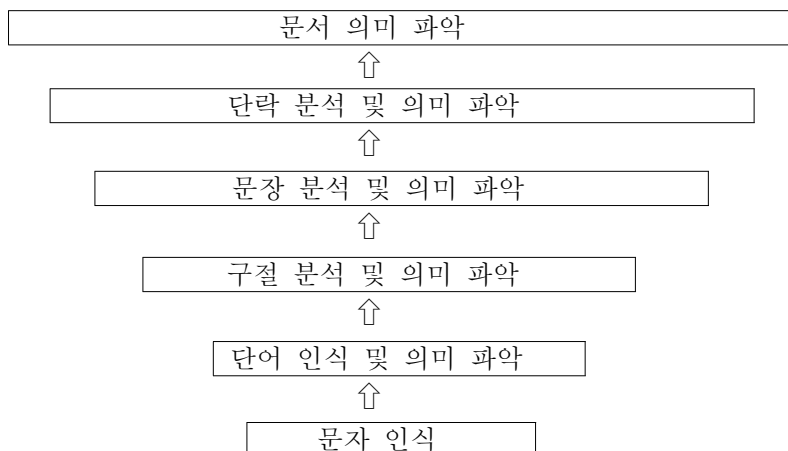 문서 의미 파악
단락 분석 및 의미 파악
문장 분석 및 의미 파악
구절 분석 및 의미 파악
단어 인식 및 의미 파악
문자 인식